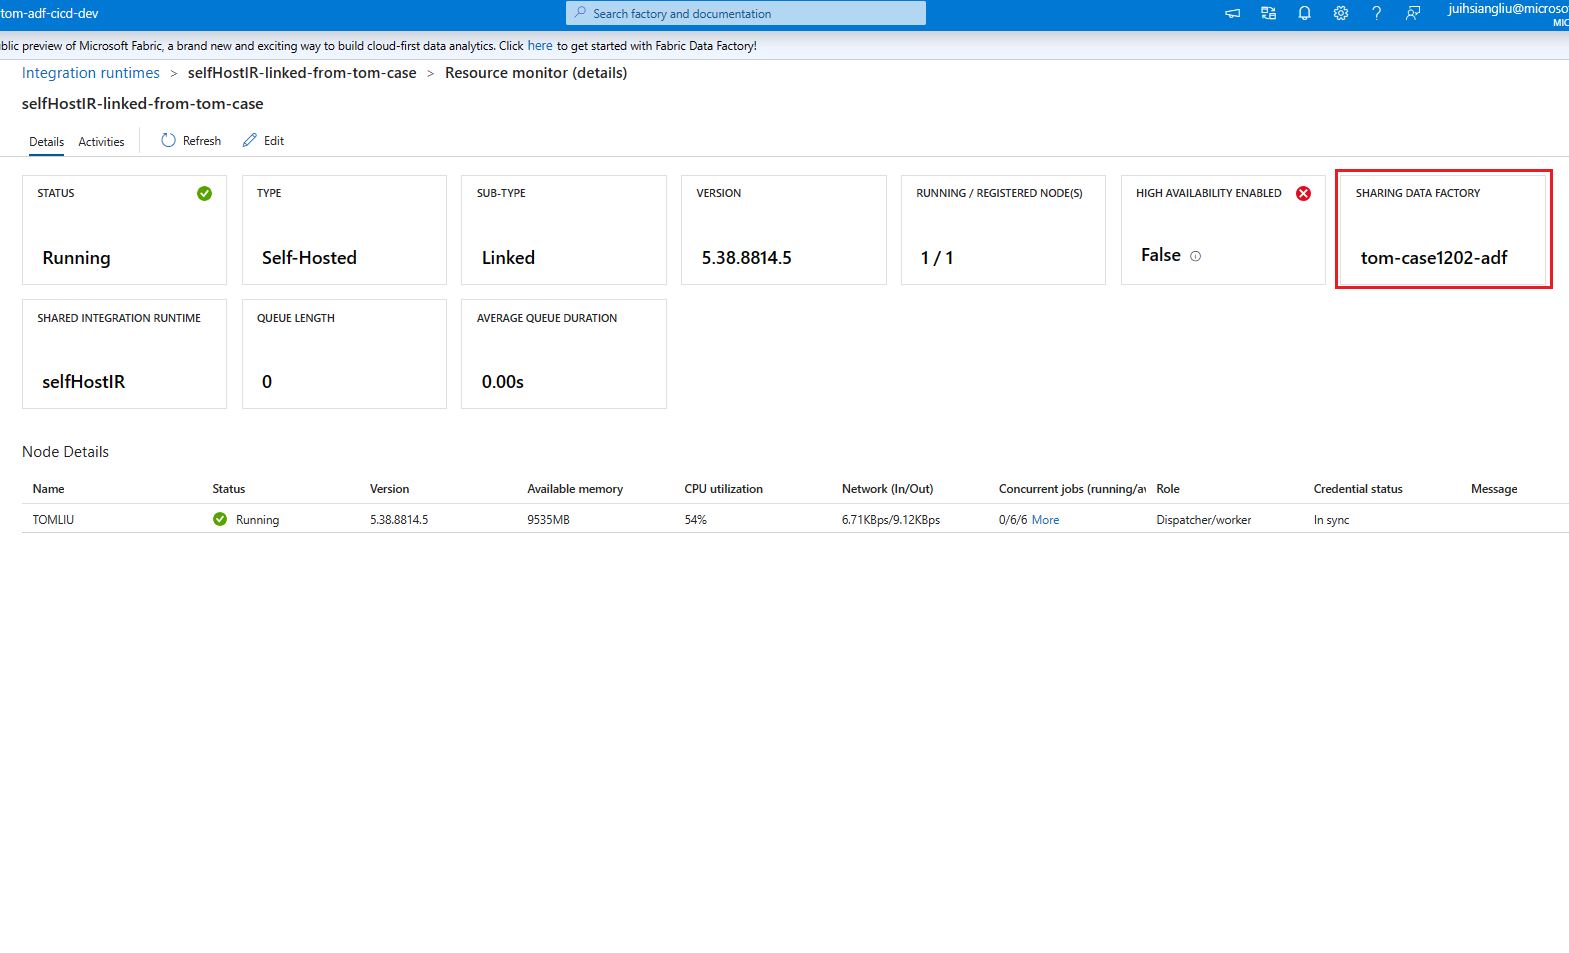 tom-adf-cicd-dev
Search factory and documentation
juihsiangliu@microso
MIC
blic preview of Microsoft Fabric, a brand new and exciting way to build cloud-first data analytics. Click here to get started with Fabric Data Factory!
Integration runtimes > selfHostIR-linked-from-tom-case > Resource monitor (details)
selfHostIR-linked-from-tom-case
Details Activities Refresh Edit
STATUS
Running
TYPE
Self-Hosted
SUB-TYPE
Linked
VERSION
5.38.8814.5
RUNNING / REGISTERED NODE(S)
1 / 1
HIGH AVAILABILITY ENABLED
False
SHARING DATA FACTORY
tom-case1202-adf
SHARED INTEGRATION RUNTIME
selfHostIR
QUEUE LENGTH
0
AVERAGE QUEUE DURATION
0.00s
Node Details
Name Status Version Available memory CPU utilization Network (In/Out) Concurrent jobs (running/av Role Credential status Message
TOMLIU Running 5.38.8814.5 9535MB 54% 6.71KBps/9.12KBps 0/6/6 More Dispatcher/worker In sync